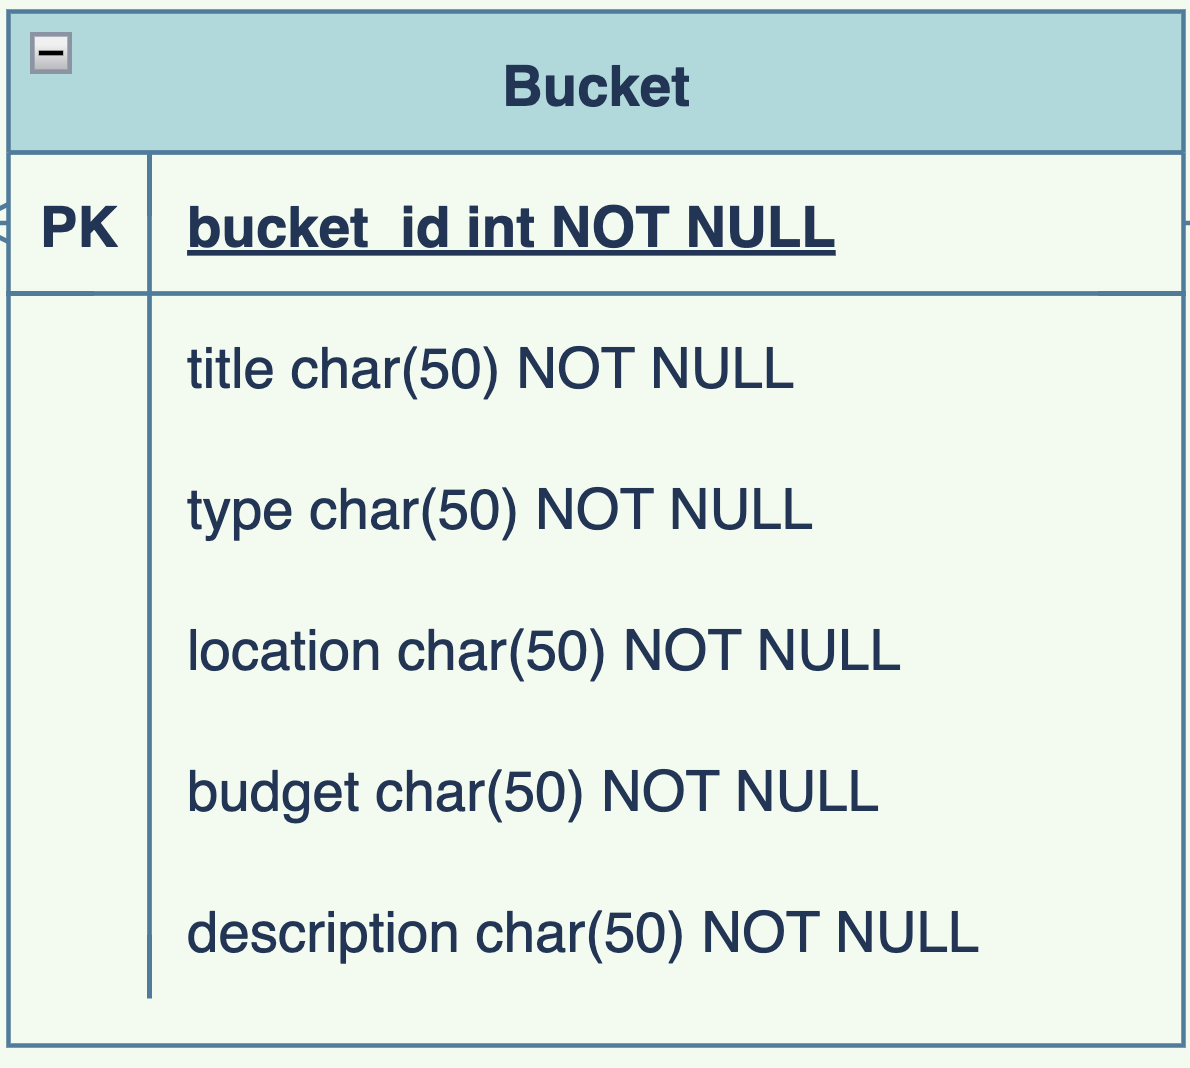 Bucket
PK bucket_id int NOT NULL
title char(50) NOT NULL
type char(50) NOT NULL
location char(50) NOT NULL
budget char(50) NOT NULL
description char(50) NOT NULL